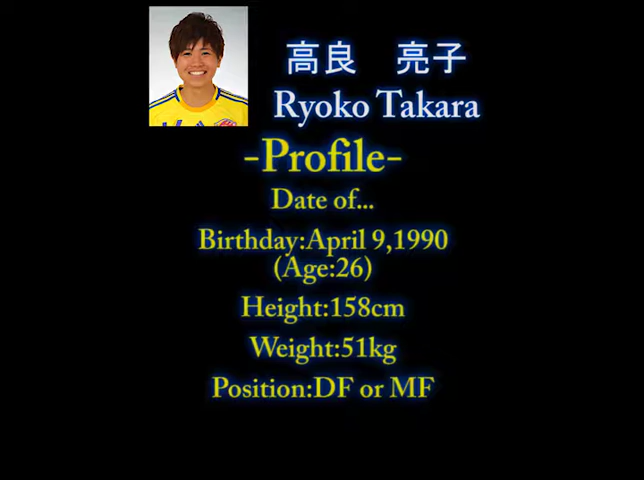 高良　亮子
Ryoko Takara
-Profile-
Date of...
Birthday:April 9,1990
(Age:26)
Height:158cm
Weight:51kg
Position:DF or MF